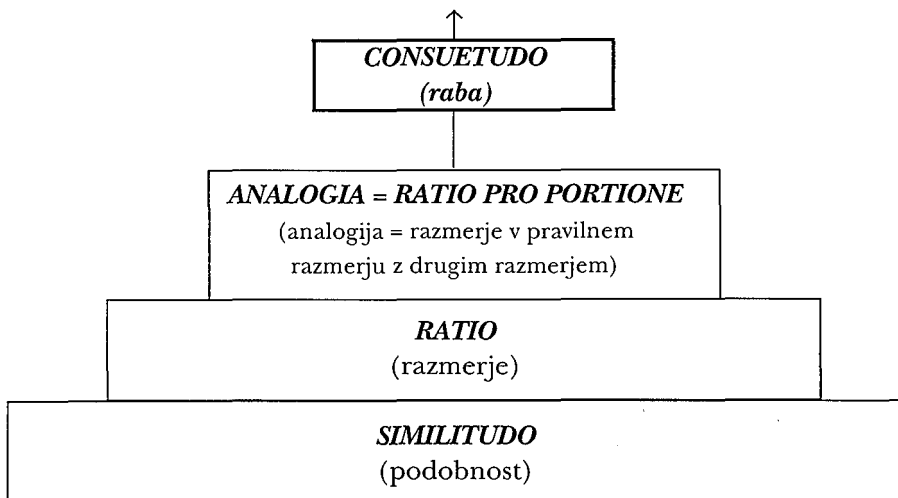 CONSUETUDO
(raba)
ANALOGIA = RATIO PRO PORTIONE
(analogija = razmerje v pravilnem
razmerju z drugim razmerjem)
RATIO
(razmerje)
SIMILITUDO
(podobnost)